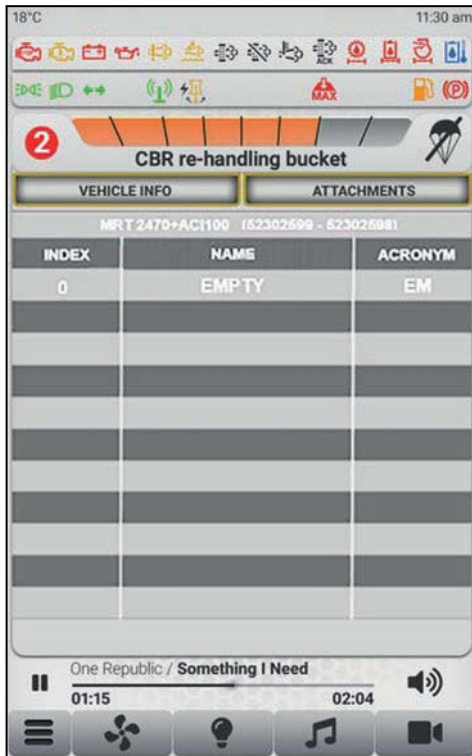 18°C 11:30 am
ACK
MAX
2
CBR re-handling bucket
VEHICLE INFO ATTACHMENTS
MRT 2470+ACI100 (52302599 - 52302598)
INDEX NAME ACRONYM
0 EMPTY EM
One Republic / Something I Need
01:15 02:04